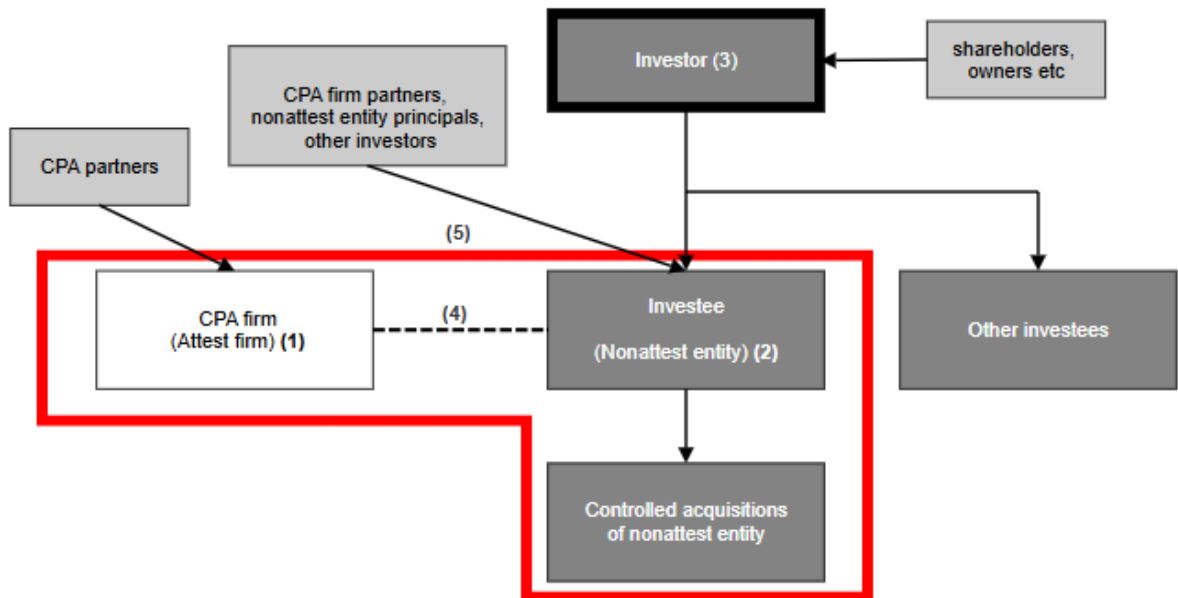 Investor (3)
shareholders,
owners etc
CPA firm partners,
nonattest entity principals,
other investors
CPA partners
(5)
CPA firm
(Attest firm) (1)
(4)
Investee
(Nonattest entity) (2)
Other investees
Controlled acquisitions
of nonattest entity